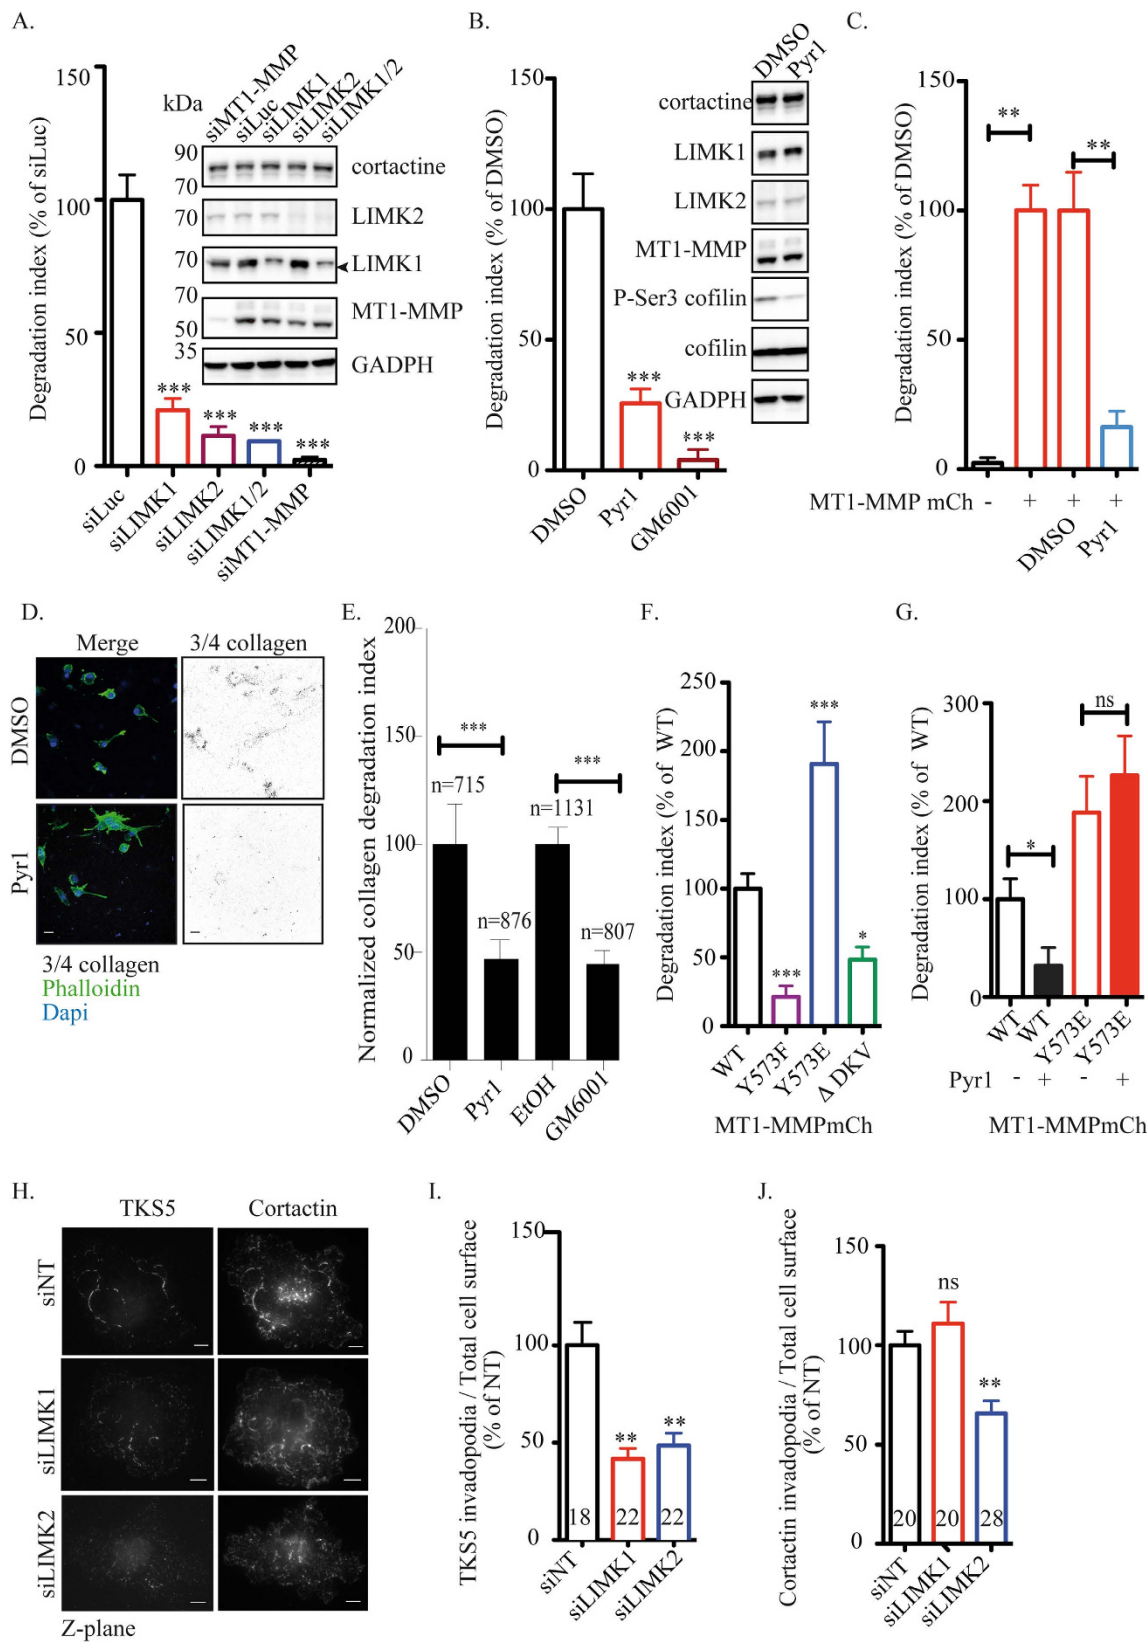 A.
Degradation index (% of siLuc)
150
100
50
0
siLuc
siLIMK1
siLIMK2
siLIMK1/2
siMT1-MMP
***
***
***
***
kDa
siMT1-MMP
siLuc
siLIMK1
siLIMK2
siLIMK1/2
90
70
cortactine
70
LIMK2
70
LIMK1
70
50
MT1-MMP
35
GADPH
B.
Degradation index (% of DMSO)
150
100
50
0
DMSO
Pyr1
GM6001
***
***
DMSO
Pyr1
cortactine
LIMK1
LIMK2
MT1-MMP
P-Ser3 cofilin
cofilin
GADPH
C.
Degradation index (% of DMSO)
150
100
50
0
**
**
MT1-MMP mCh - + + +
DMSO
Pyr1
D.
Merge
3/4 collagen
DMSO
Pyr1
3/4 collagen
Phalloidin
Dapi
E.
Normalized collagen degradation index
200
150
100
50
0
***
***
n=715
n=876
n=1131
n=807
DMSO
Pyr1
EtOH
GM6001
F.
Degradation index (% of WT)
250
200
150
100
50
0
***
***
*
WT
Y573F
Y573E
Δ DKV
MT1-MMPmCh
G.
Degradation index (% of WT)
300
200
100
0
*
ns
WT
WT
Y573E
Y573E
Pyr1 - + - +
MT1-MMPmCh
H.
TKS5
Cortactin
siNT
siLIMK1
siLIMK2
Z-plane
I.
TKS5 invadopodia / Total cell surface
(% of NT)
150
100
50
0
**
**
18
22
22
siNT
siLIMK1
siLIMK2
J.
Cortactin invadopodia / Total cell surface
(% of NT)
150
100
50
0
ns
**
20
20
28
siNT
siLIMK1
siLIMK2